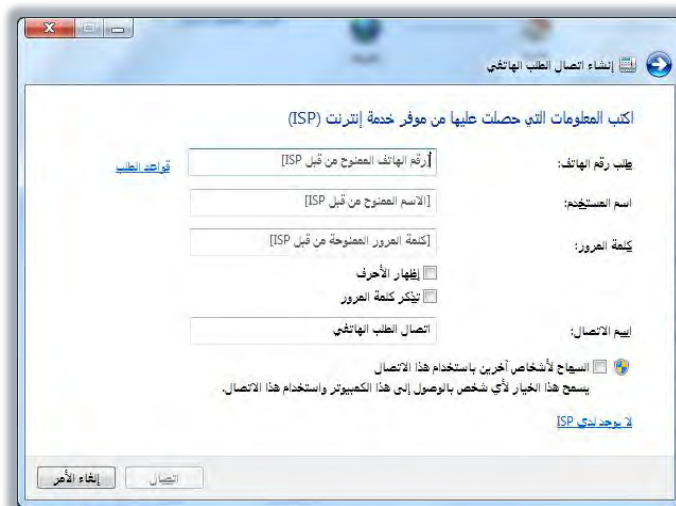 إنشاء اتصال الطلب الهاتفي
اكتب المعلومات التي حصلت عليها من موفر خدمة إنترنت (ISP)
طلب رقم الهاتف: [رقم الهاتف الممنوح من قبل ISP] قواعد الطلب
اسم المستخدم: [الاسم الممنوح من قبل ISP]
كلمة المرور: [كلمة المرور الممنوحة من قبل ISP]
إظهار الأحرف
تذكر كلمة المرور
اسم الاتصال: اتصال الطلب الهاتفي
السماح لأشخاص آخرين باستخدام هذا الاتصال
يسمح هذا الخيار لأي شخص بالوصول إلى هذا الكمبيوتر واستخدام هذا الاتصال.
لا يوجد لدي ISP
اتصال إلغاء الأمر